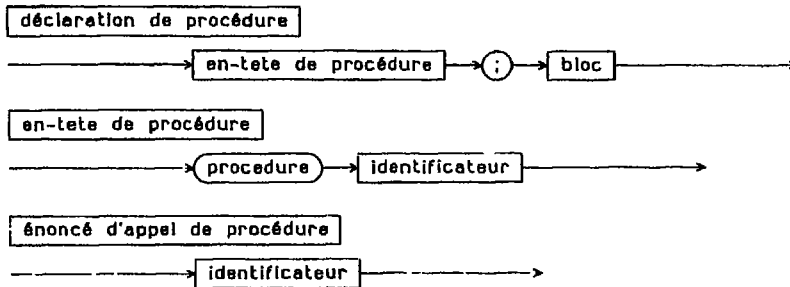 déclaration de procédure
en-tete de procédure ; bloc
en-tete de procédure
procedure identificateur
énoncé d'appel de procédure
identificateur